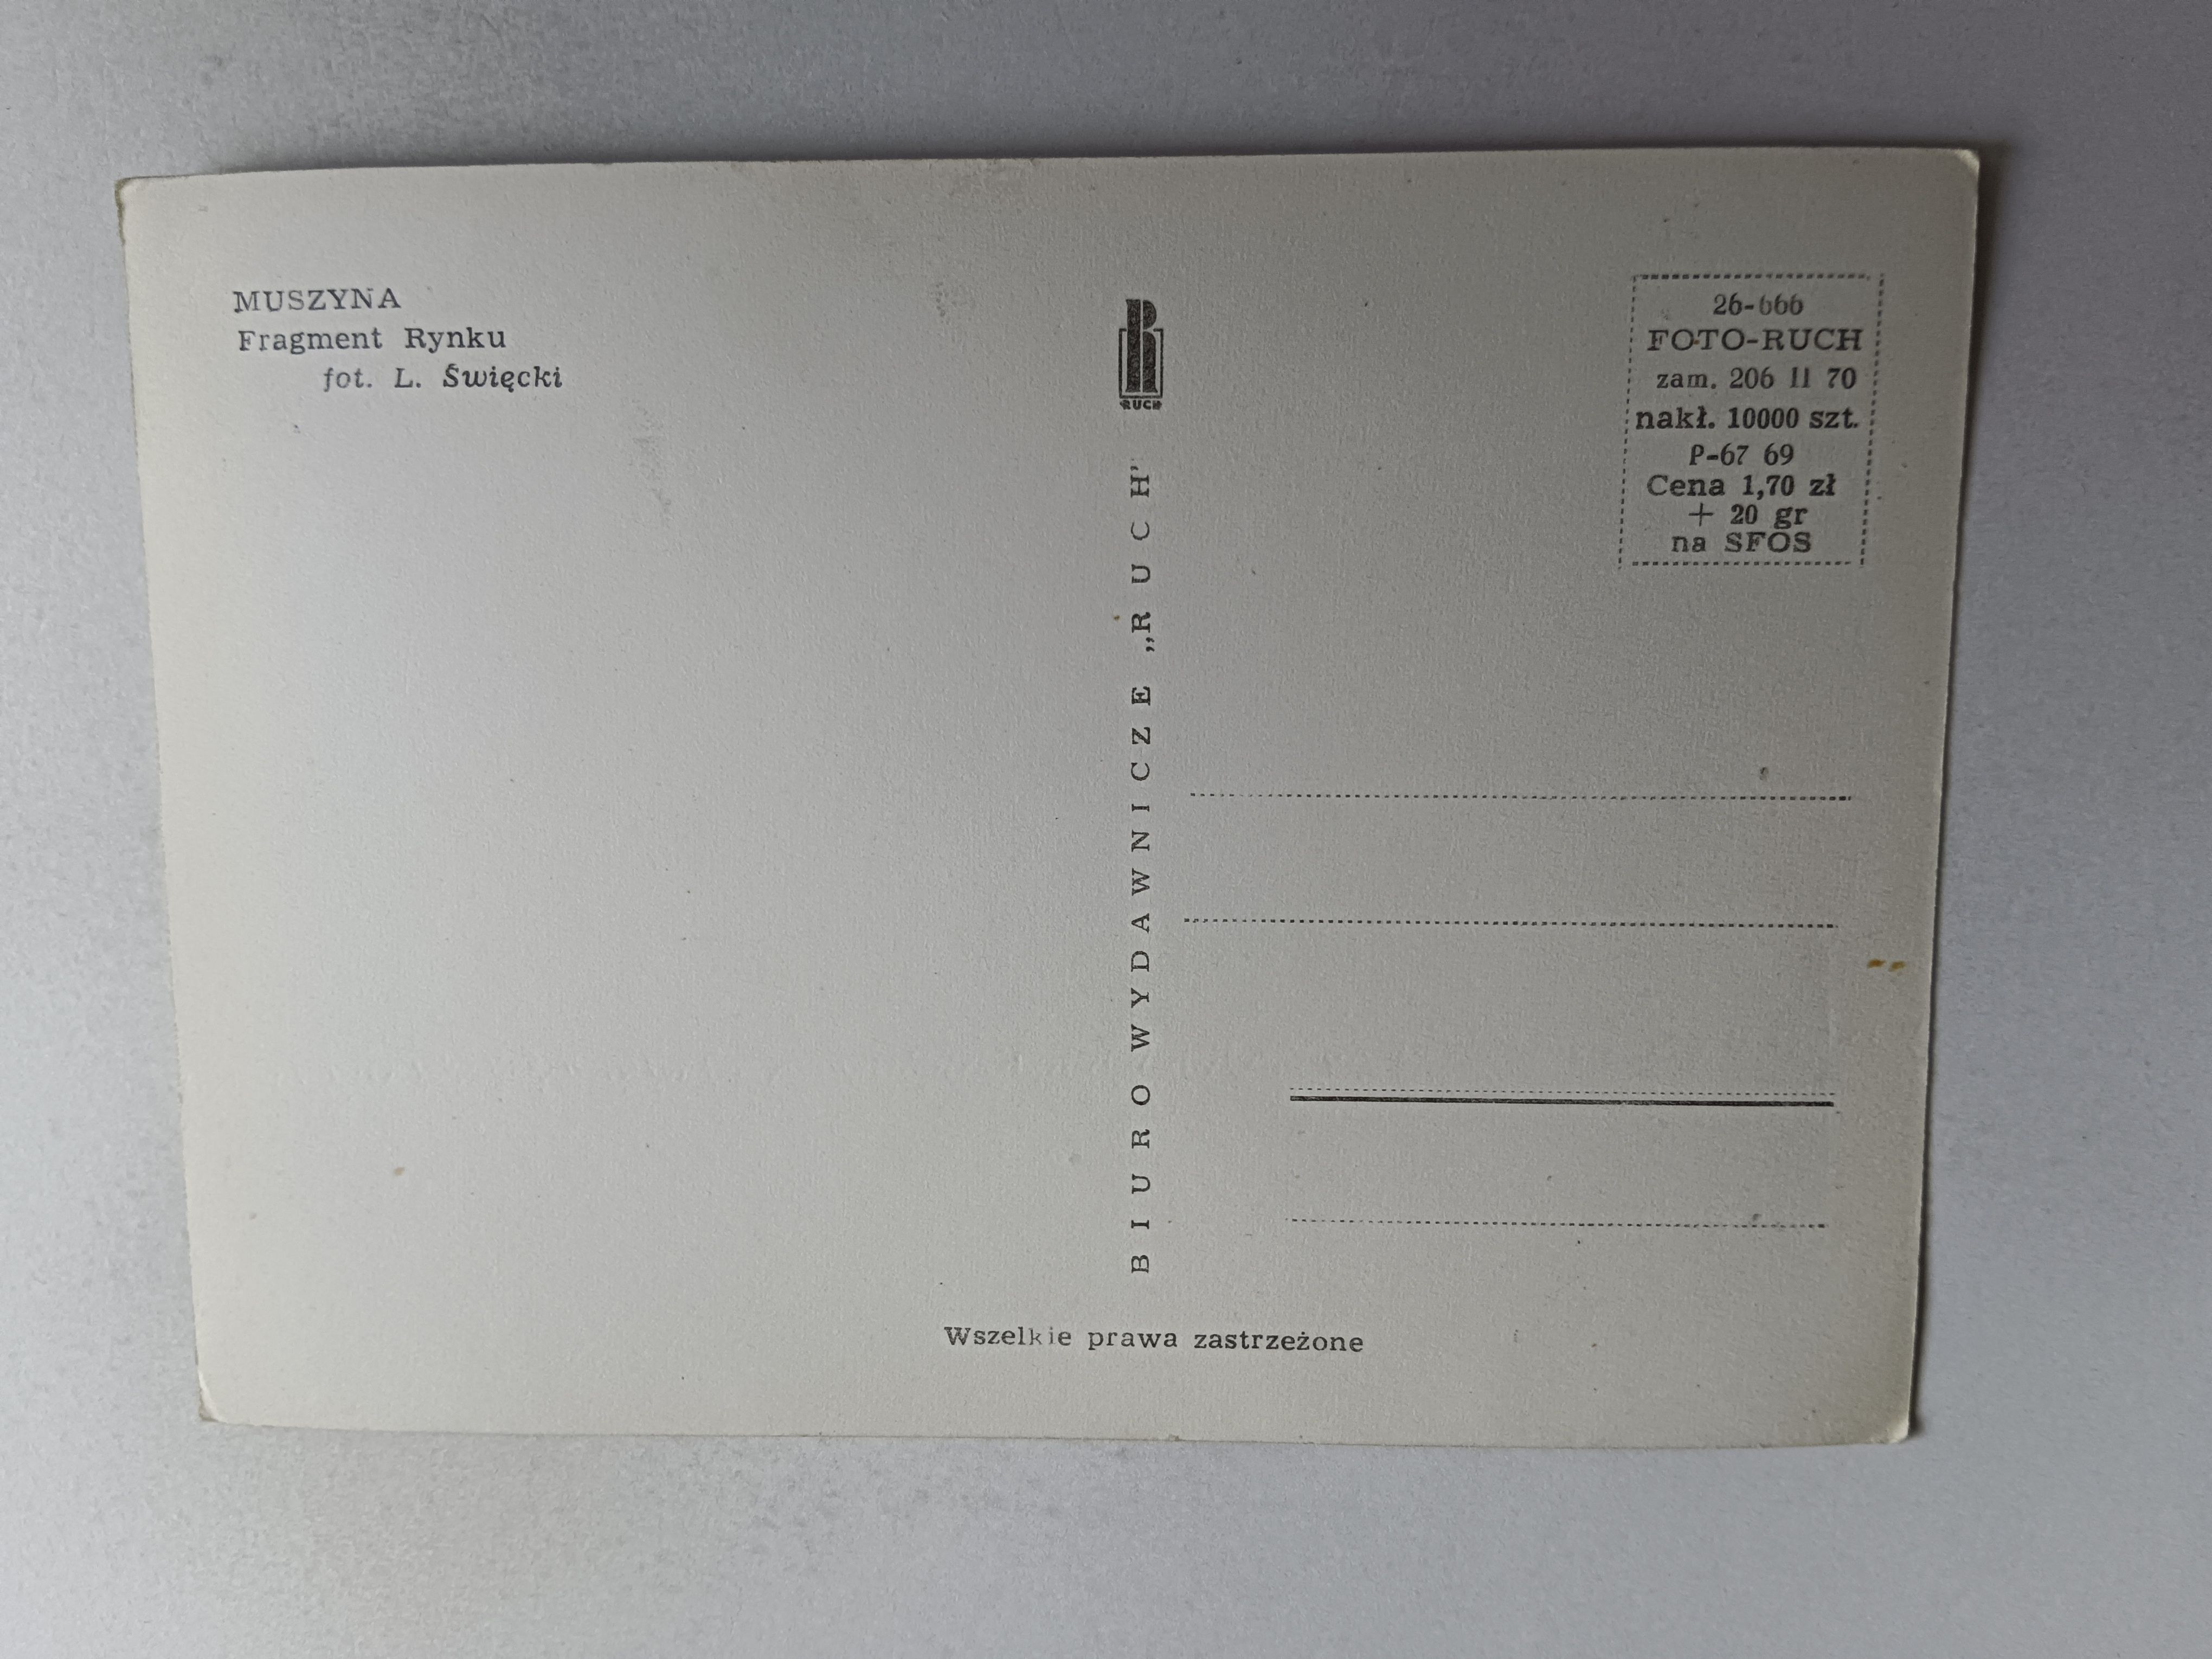 MUSZYNA
Fragment Rynku
fot. L. Święcki
RUCH
BIURO WYDAWNICZE „RUCH"
26-666
FOTO-RUCH
zam. 206 II 70
nakł. 10000 szt.
P-67 69
Cena 1,70 zł
+ 20 gr
na SFOS
Wszelkie prawa zastrzeżone